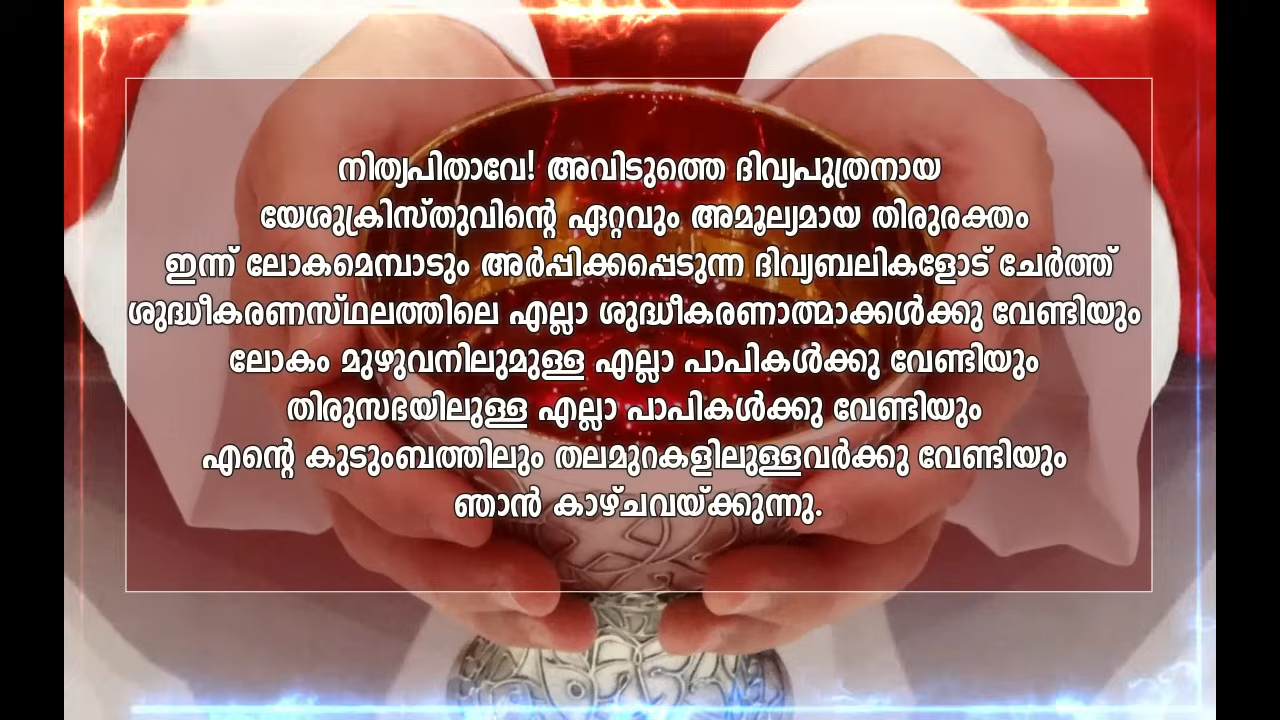 നിത്യപിതാവേ! അവിടുത്തെ ദിവ്യപുത്രനായ
യേശുക്രിസ്തുവിന്റെ ഏറ്റവും അമൂല്യമായ തിരുരക്തം
ഇന്ന് ലോകമെമ്പാടും അർപ്പിക്കപ്പെടുന്ന ദിവ്യബലികളോട് ചേർത്ത്
ശുദ്ധീകരണസ്ഥലത്തിലെ എല്ലാ ശുദ്ധീകരണാത്മാക്കൾക്കു വേണ്ടിയും
ലോകം മുഴുവനിലുമുള്ള എല്ലാ പാപികൾക്കു വേണ്ടിയും
തിരുസഭയിലുള്ള എല്ലാ പാപികൾക്കു വേണ്ടിയും
എന്റെ കുടുംബത്തിലും തലമുറകളിലുള്ളവർക്കു വേണ്ടിയും
ഞാൻ കാഴ്ചവയ്ക്കുന്നു.